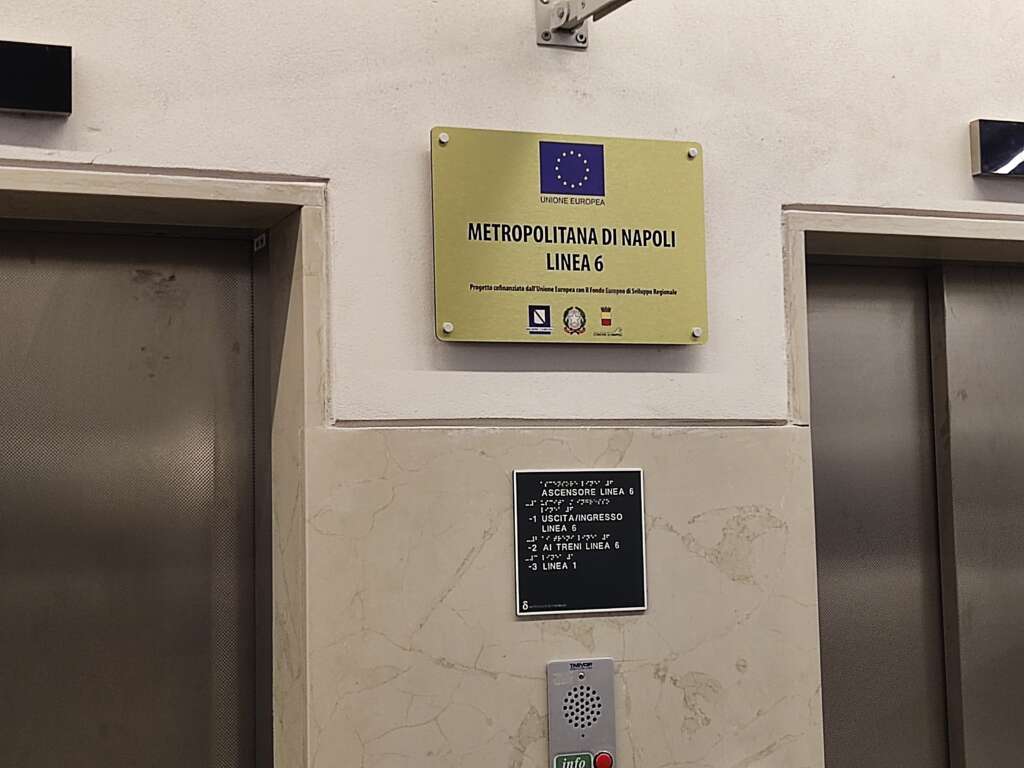 UNIONE EUROPEA
METROPOLITANA DI NAPOLI
LINEA 6
Progetto cofinanziato dall'Unione Europea con il Fondo Europeo di Sviluppo Regionale
ASCENSORE LINEA 6
-1 USCITA/INGRESSO
LINEA 6
-2 AI TRENI LINEA 6
-3 LINEA 1
info